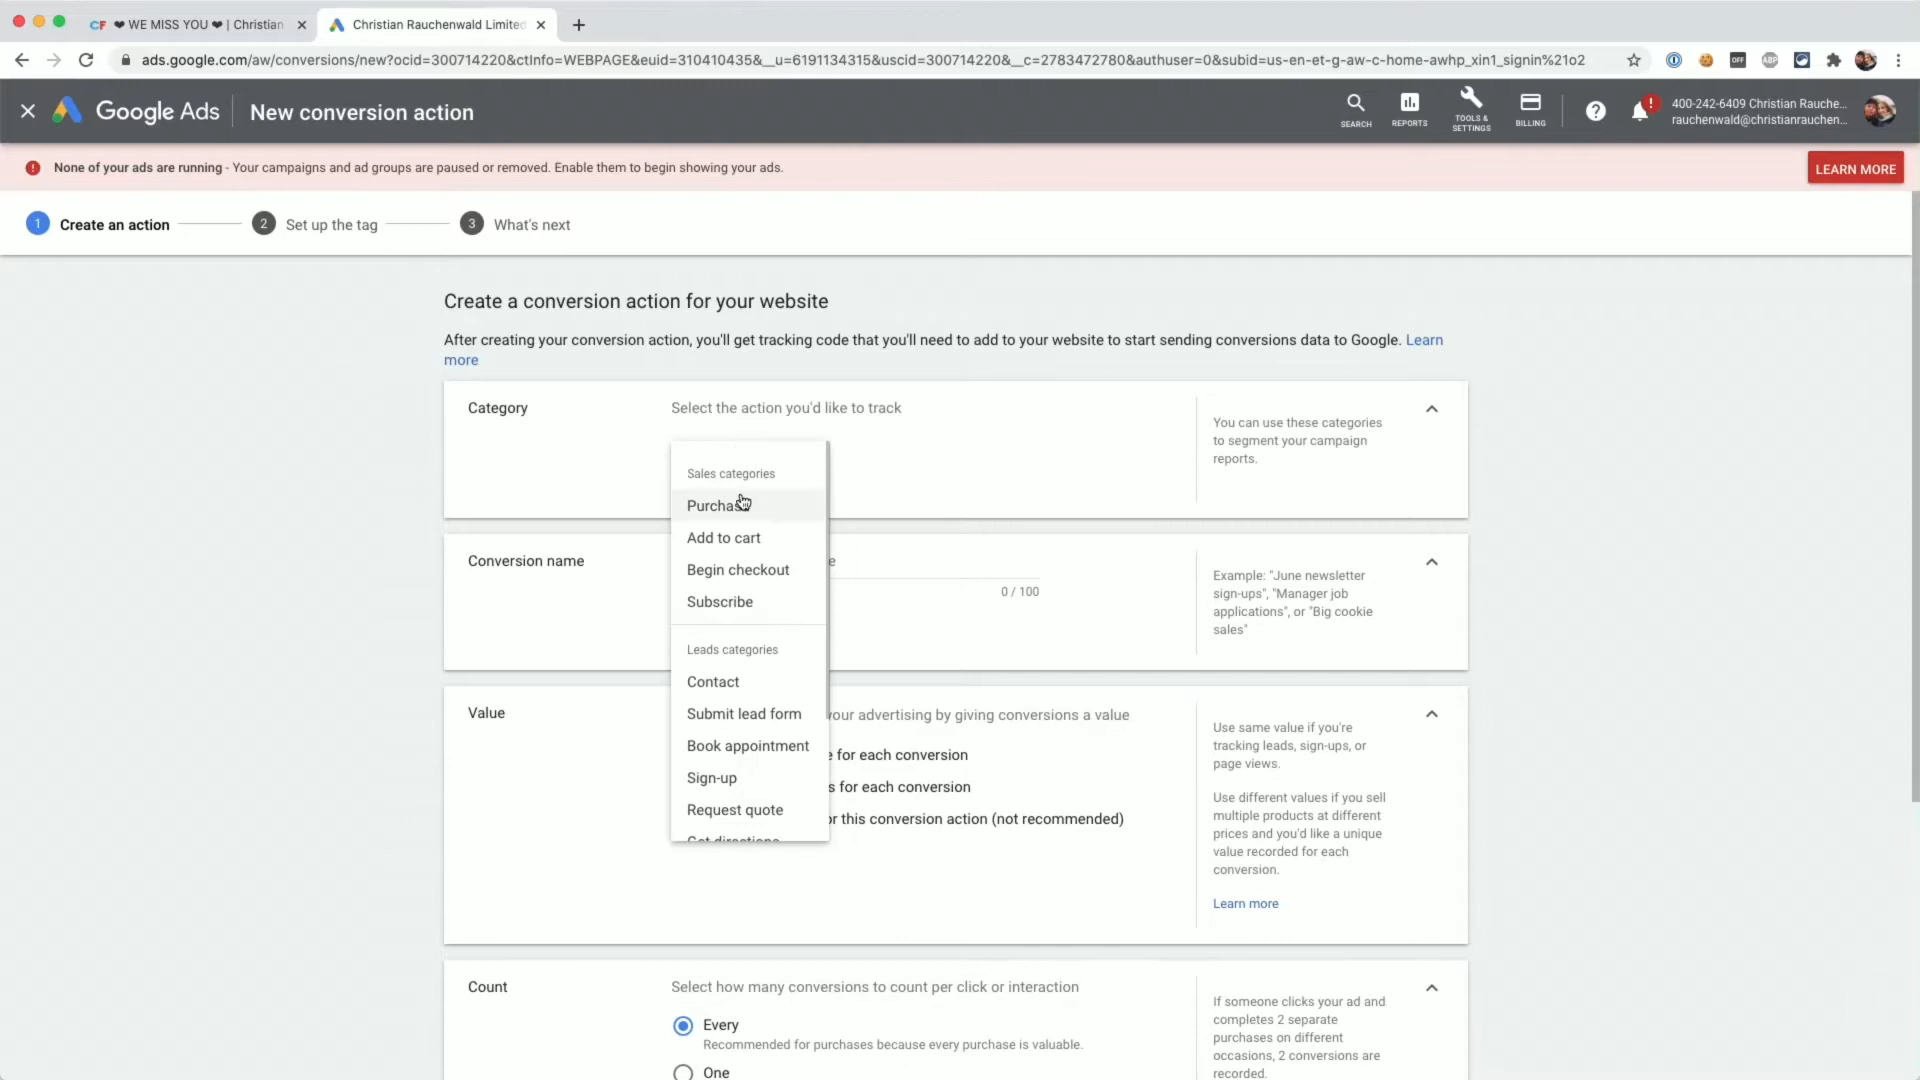 CF ❤ WE MISS YOU ❤ | Christian
Christian Rauchenwald Limited
ads.google.com/aw/conversions/new?ocid=300714220&ctInfo=WEBPAGE&euid=310410435&__u=6191134315&uscid=300714220&__c=2783472780&authuser=0&subid=us-en-et-g-aw-c-home-awhp_xin1_signin%21o2
OFF
ABP
Google Ads
New conversion action
SEARCH
REPORTS
TOOLS &
SETTINGS
BILLING
400-242-6409 Christian Rauche...
rauchenwald@christianrauchen...
None of your ads are running - Your campaigns and ad groups are paused or removed. Enable them to begin showing your ads.
LEARN MORE
1 Create an action
2 Set up the tag
3 What's next
Create a conversion action for your website
After creating your conversion action, you'll get tracking code that you'll need to add to your website to start sending conversions data to Google. Learn
more
Category
Select the action you'd like to track
You can use these categories
to segment your campaign
reports.
Sales categories
Purchase
Add to cart
Begin checkout
Subscribe
Leads categories
Contact
Submit lead form
Book appointment
Sign-up
Request quote
Get directions
Conversion name
e
0 / 100
Example: "June newsletter
sign-ups", "Manager job
applications", or "Big cookie
sales"
Value
your advertising by giving conversions a value
e for each conversion
s for each conversion
or this conversion action (not recommended)
Use same value if you're
tracking leads, sign-ups, or
page views.
Use different values if you sell
multiple products at different
prices and you'd like a unique
value recorded for each
conversion.
Learn more
Count
Select how many conversions to count per click or interaction
Every
Recommended for purchases because every purchase is valuable.
One
If someone clicks your ad and
completes 2 separate
purchases on different
occasions, 2 conversions are
recorded.